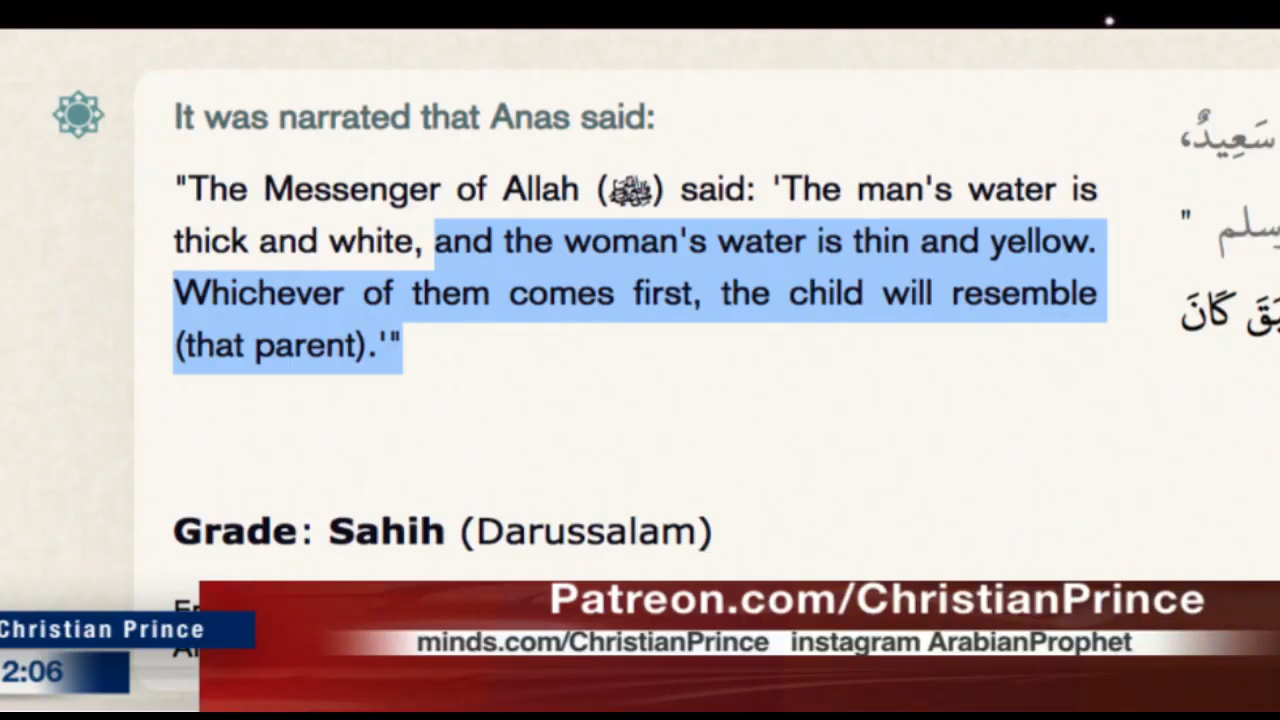 It was narrated that Anas said:
سَعِيدٌ،
"The Messenger of Allah (ﷺ) said: 'The man's water is
thick and white, and the woman's water is thin and yellow.
"
Whichever of them comes first, the child will resemble
كَانَ
(that parent).'"
Grade: Sahih (Darussalam)
Patreon.com/ChristianPrince
Christian Prince
minds.com/ChristianPrince instagram ArabianProphet
2:06